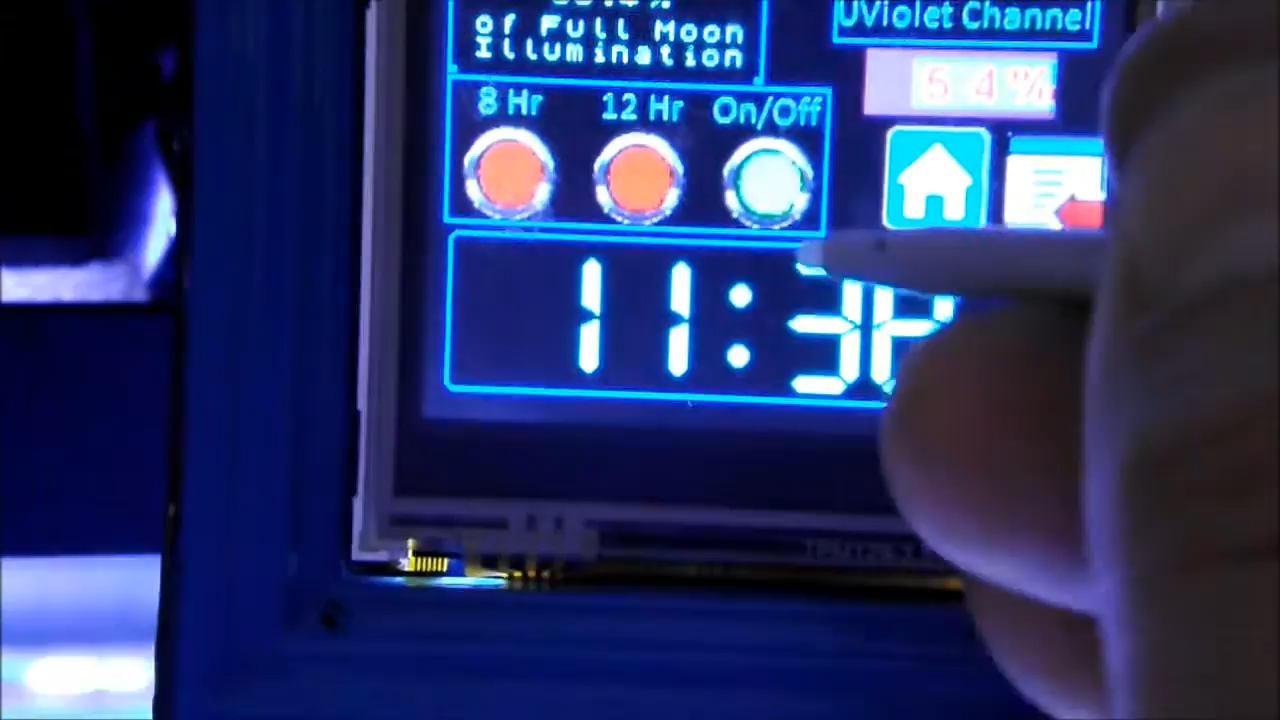 of Full Moon
Illumination
UViolet Channel
54%
8 Hr
12 Hr
On/Off
11:3